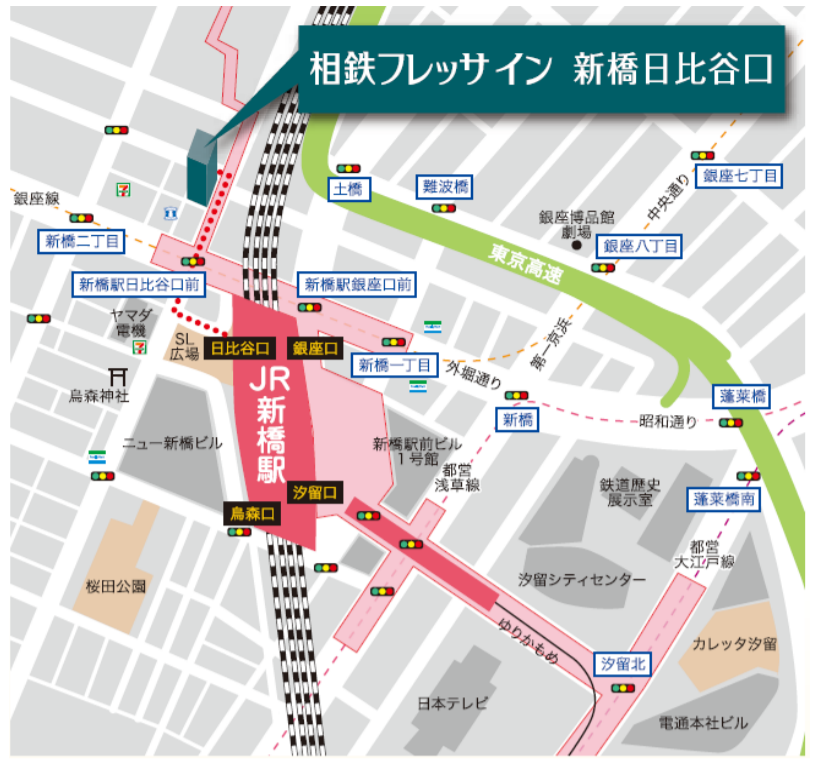 相鉄フレッサイン 新橋日比谷口
銀座線
新橋二丁目
土橋
難波橋
銀座七丁目
中央通り
銀座博品館
劇場
銀座八丁目
東京高速
新橋駅日比谷口前
新橋駅銀座口前
ヤマダ
電機
SL
広場
日比谷口
銀座口
新橋一丁目
第一京浜
外堀通り
JR
新橋駅
烏森神社
新橋
昭和通り
蓬莱橋
ニュー新橋ビル
新橋駅前ビル
1号館
都営
浅草線
汐留口
烏森口
鉄道歴史
展示室
蓬莱橋南
都営
大江戸線
桜田公園
汐留シティセンター
ゆりかもめ
汐留北
カレッタ汐留
日本テレビ
電通本社ビル
7
7